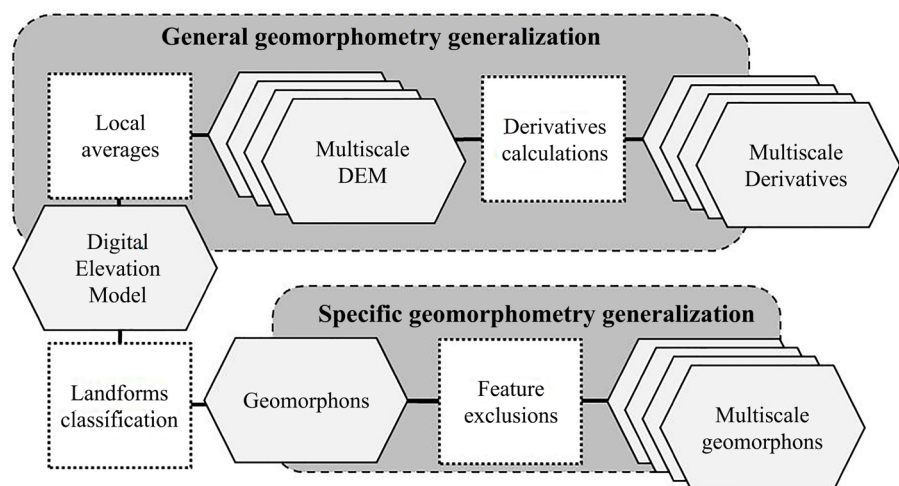 General geomorphometry generalization
Local
averages
Multiscale
DEM
Derivatives
calculations
Multiscale
Derivatives
Digital
Elevation
Model
Specific geomorphometry generalization
Landforms
classification
Geomorphons
Feature
exclusions
Multiscale
geomorphons